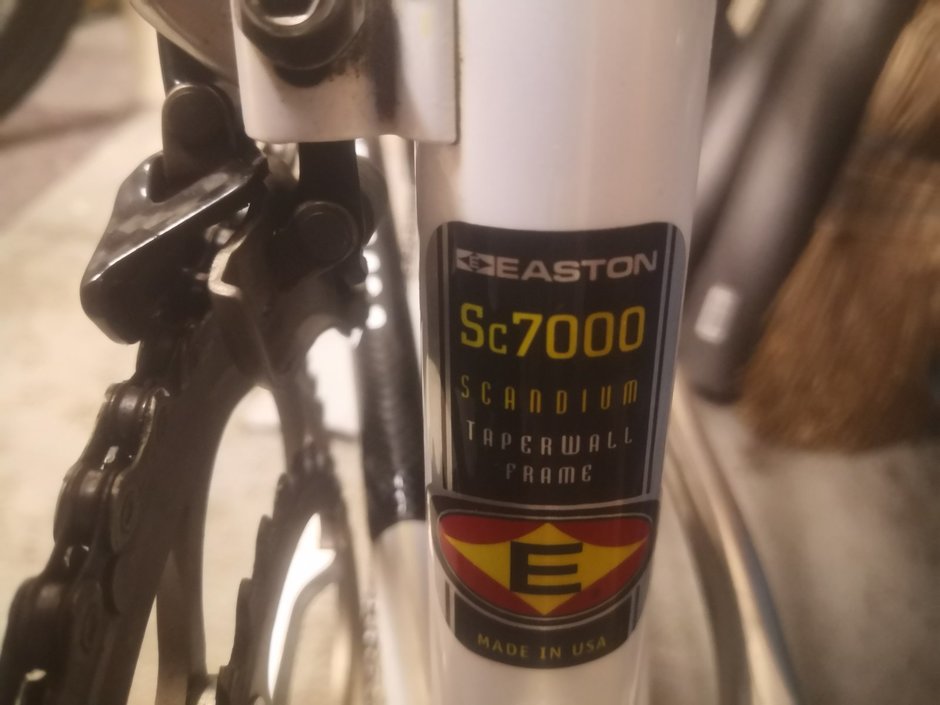 E EASTON
Sc7000
SCANDIUM
TAPERWALL
FRAME
E
MADE IN USA